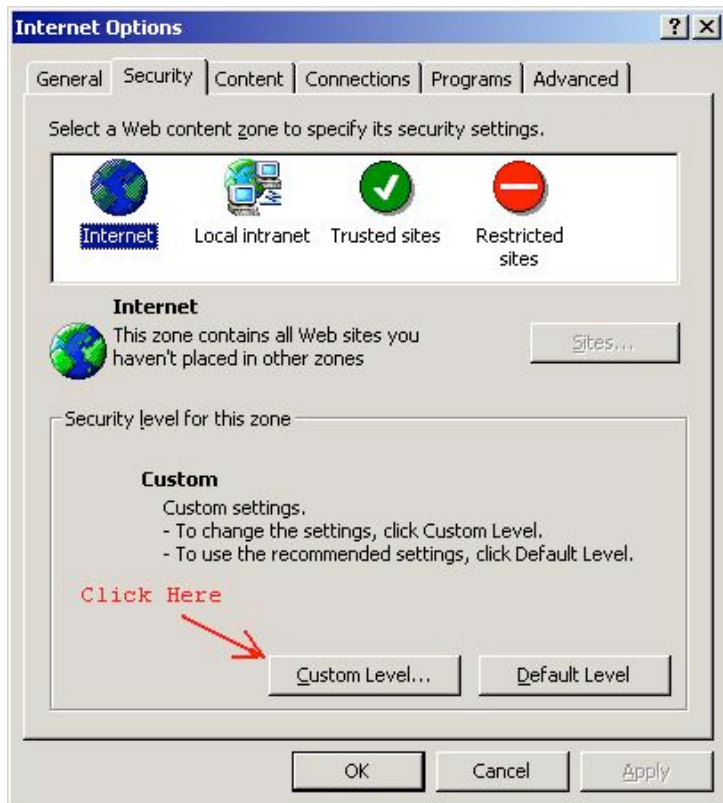 Internet Options
General Security Content Connections Programs Advanced
Select a Web content zone to specify its security settings.
Internet Local intranet Trusted sites Restricted sites
Internet
This zone contains all Web sites you
haven't placed in other zones
Sites...
Security level for this zone
Custom
Custom settings.
- To change the settings, click Custom Level.
- To use the recommended settings, click Default Level.
Click Here
Custom Level... Default Level
OK Cancel Apply